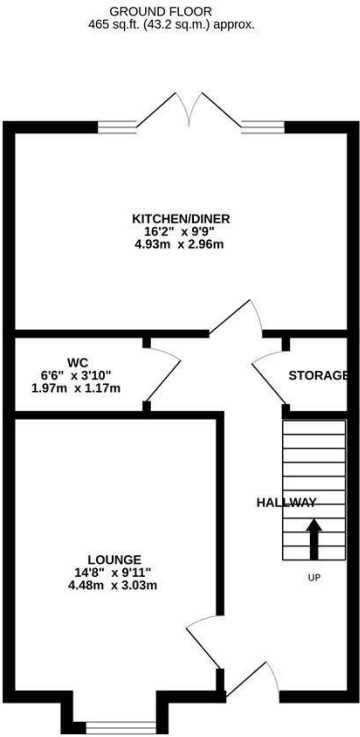 GROUND FLOOR
465 sq.ft. (43.2 sq.m.) approx.
KITCHEN/DINER
16'2" x 9'9"
4.93m x 2.96m
WC
6'6" x 3'10"
1.97m x 1.17m
STORAGE
HALLWAY
LOUNGE
14'8" x 9'11"
4.48m x 3.03m
UP